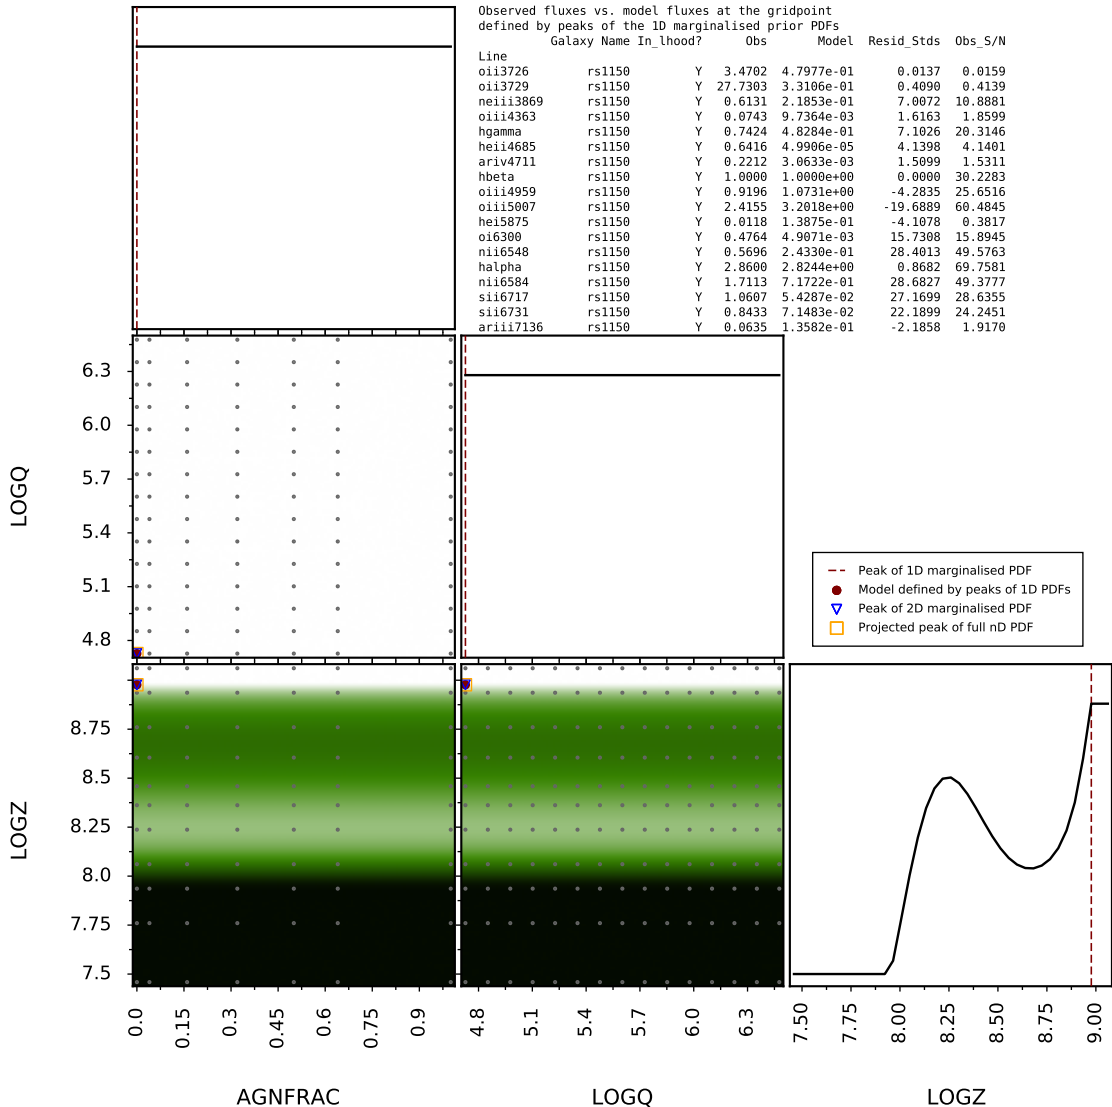 Observed fluxes vs. model fluxes at the gridpoint
defined by peaks of the 1D marginalised prior PDFs
Galaxy Name In_lhood? Obs Model Resid_Stds Obs_S/N
Line
oii3726 rs1150 Y 3.4702 4.7977e-01 0.0137 0.0159
oii3729 rs1150 Y 27.7303 3.3106e-01 0.4090 0.4139
neiii3869 rs1150 Y 0.6131 2.1853e-01 7.0072 10.8881
oiii4363 rs1150 Y 0.0743 9.7364e-03 1.6163 1.8599
hgamma rs1150 Y 0.7424 4.8284e-01 7.1026 20.3146
heii4685 rs1150 Y 0.6416 4.9906e-05 4.1398 4.1401
ariv4711 rs1150 Y 0.2212 3.0633e-03 1.5099 1.5311
hbeta rs1150 Y 1.0000 1.0000e+00 0.0000 30.2283
oiii4959 rs1150 Y 0.9196 1.0731e+00 -4.2835 25.6516
oiii5007 rs1150 Y 2.4155 3.2018e+00 -19.6889 60.4845
hei5875 rs1150 Y 0.0118 1.3875e-01 -4.1078 0.3817
oi6300 rs1150 Y 0.4764 4.9071e-03 15.7308 15.8945
nii6548 rs1150 Y 0.5696 2.4330e-01 28.4013 49.5763
halpha rs1150 Y 2.8600 2.8244e+00 0.8682 69.7581
nii6584 rs1150 Y 1.7113 7.1722e-01 28.6827 49.3777
sii6717 rs1150 Y 1.0607 5.4287e-02 27.1699 28.6355
sii6731 rs1150 Y 0.8433 7.1483e-02 22.1899 24.2451
ariii7136 rs1150 Y 0.0635 1.3582e-01 -2.1858 1.9170
LOGQ
6.3
6.0
5.7
5.4
5.1
4.8
Peak of 1D marginalised PDF
Model defined by peaks of 1D PDFs
Peak of 2D marginalised PDF
Projected peak of full nD PDF
LOGZ
8.75
8.5
8.25
8.0
7.75
7.5
0.0 0.15 0.3 0.45 0.6 0.75 0.9
4.8 5.1 5.4 5.7 6.0 6.3
7.50 7.75 8.00 8.25 8.50 8.75 9.00
AGNFRAC LOGQ LOGZ